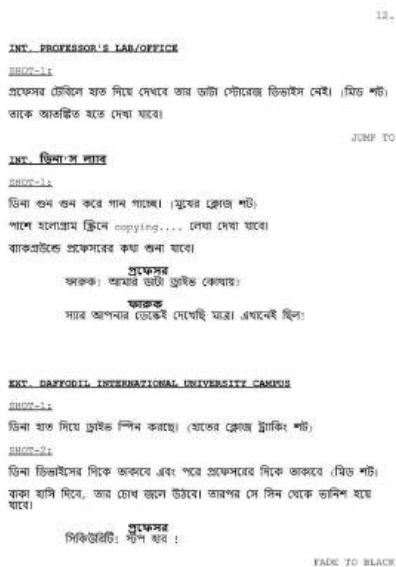 12.
INT. PROFESSOR'S LAB/OFFICE
SHOT-1:
প্রফেসর টেবিলে হাত দিয়ে দেখবে তার ডাটা স্টোরেজ ডিভাইস নেই। (মিড শট)
তাকে আতঙ্কিত হতে দেখা যাবে।
JUMP TO
INT. ডিনা'স ল্যাব
SHOT-1:
ডিনা গুন গুন করে গান গাচ্ছে। (মুখের ক্লোজ শট)
পাশে হলোগ্রাম স্ক্রিনে copying.... লেখা দেখা যাবে।
ব্যাকগ্রাউন্ডে প্রফেসরের কথা শুনা যাবে।
প্রফেসর
ফারুক! আমার ডাটা ড্রাইভ কোথায়?
ফারুক
স্যার আপনার ডেস্কেই দেখেছি মাত্র। এখানেই ছিল!
EXT. DAFFODIL INTERNATIONAL UNIVERSITY CAMPUS
SHOT-1:
ডিনা হাত দিয়ে ড্রাইভ স্পিন করছে। (হাতের ক্লোজ ট্র্যাকিং শট)
SHOT-2:
ডিনা ডিভাইসের দিকে তাকাবে এবং পরে প্রফেসরের দিকে তাকাবে (মিড শট)
বাকা হাসি দিবে, তার চোখ জলে উঠবে। তারপর সে সিন থেকে ভানিশ হয়ে
যাবে।
প্রফেসর
সিকিউরিটি! স্টপ হার !
FADE TO BLACK